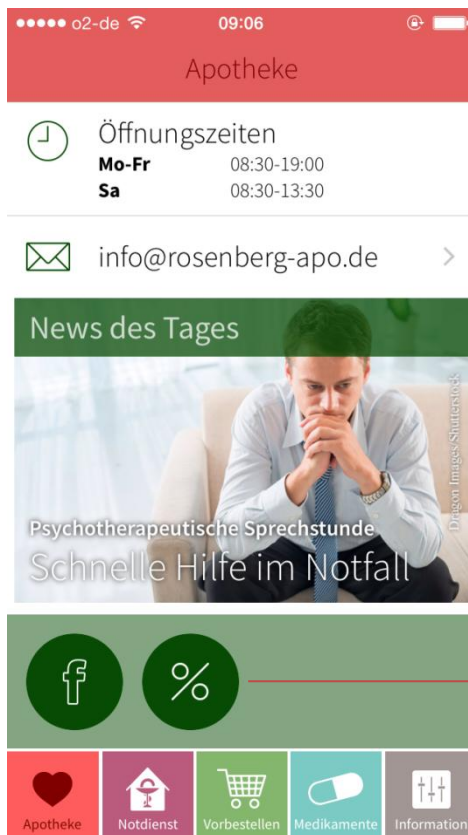 o2-de 09:06
Apotheke
Öffnungszeiten
Mo-Fr 08:30-19:00
Sa 08:30-13:30
info@rosenberg-apo.de
News des Tages
Dragon Images/Shutterstock
Psychotherapeutische Sprechstunde
Schnelle Hilfe im Notfall
f %
Apotheke Notdienst Vorbestellen Medikamente Information